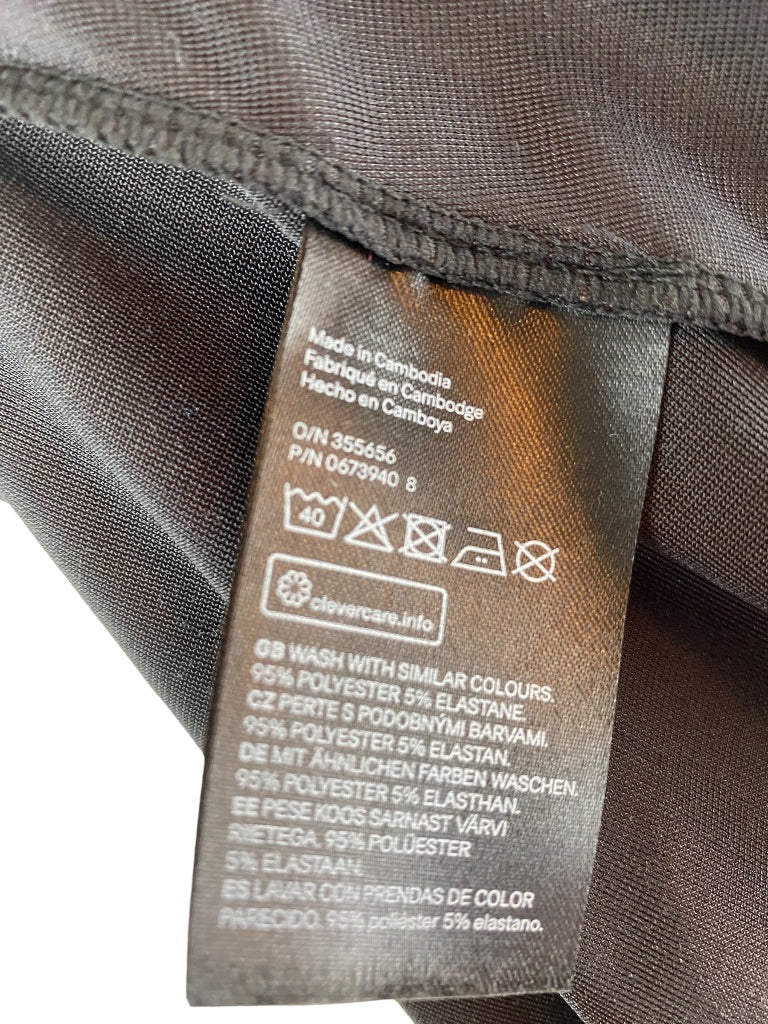 Made in Cambodia
Fabriqué en Cambodge
Hecho en Camboya
O/N 355656
P/N 0673940 8
40
clevercare.info
GB WASH WITH SIMILAR COLOURS.
95% POLYESTER 5% ELASTANE.
CZ PERTE S PODOBNÝMI BARVAMI.
95% POLYESTER 5% ELASTAN.
DE MIT ÄHNLICHEN FARBEN WASCHEN.
95% POLYESTER 5% ELASTHAN.
EE PESE KOOS SARNAST VÄRVI
RIIETEGA. 95% POLÜESTER
5% ELASTAAN.
ES LAVAR CON PRENDAS DE COLOR
PARECIDO. 95% poliéster 5% elastano.